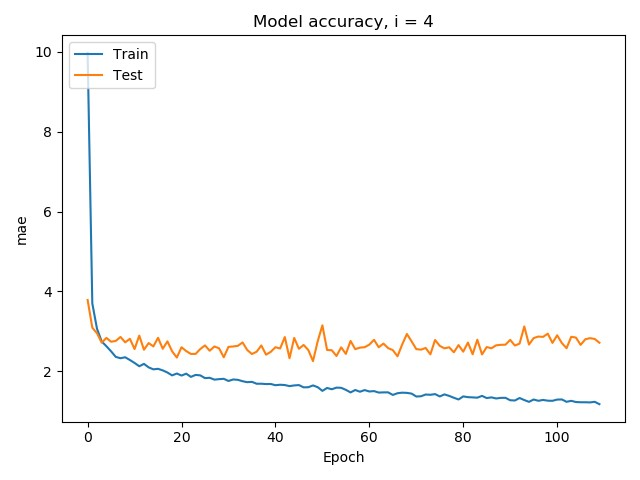 Model accuracy, i = 4
Train
Test
10
8
6
4
2
mae
0 20 40 60 80 100
Epoch